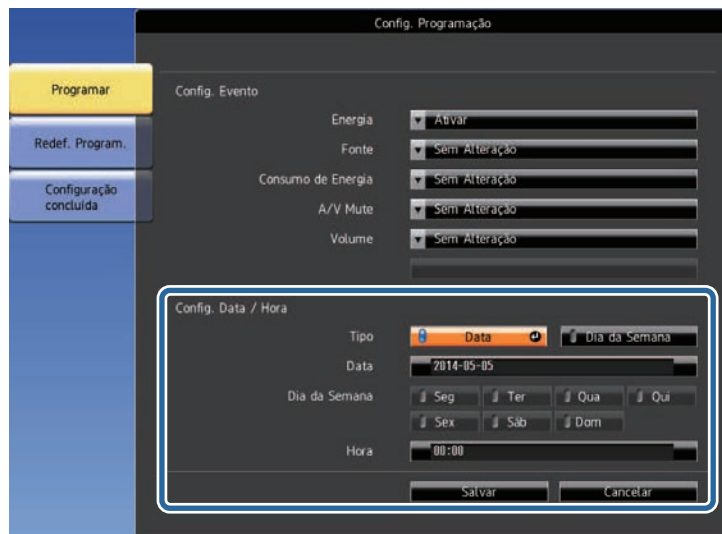 Config. Programação
Programar
Redef. Program.
Configuração
concluída
Config. Evento
Energia Ativar
Fonte Sem Alteração
Consumo de Energia Sem Alteração
A/V Mute Sem Alteração
Volume Sem Alteração
Config. Data / Hora
Tipo Data Dia da Semana
Data 2014-05-05
Dia da Semana Seg Ter Qua Qui
Sex Sáb Dom
Hora 00:00
Salvar Cancelar